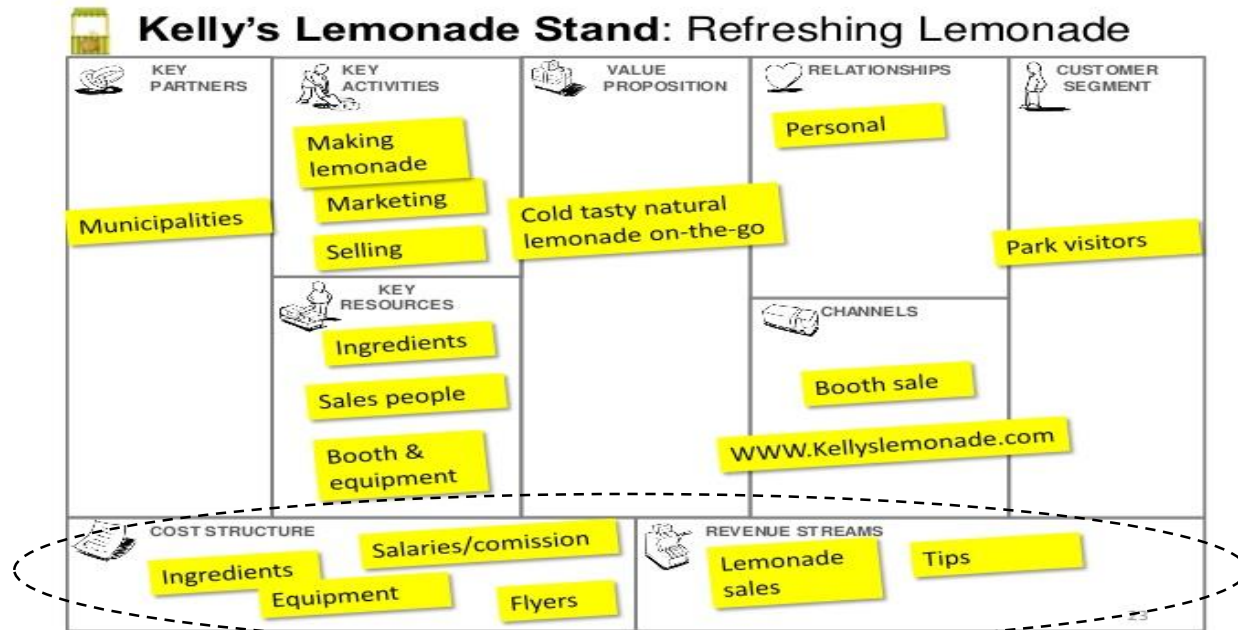 Kelly's Lemonade Stand: Refreshing Lemonade
KEY
PARTNERS
Municipalities
KEY
ACTIVITIES
Making
lemonade
Marketing
Selling
KEY
RESOURCES
Ingredients
Sales people
Booth &
equipment
VALUE
PROPOSITION
Cold tasty natural
lemonade on-the-go
RELATIONSHIPS
Personal
CHANNELS
Booth sale
WWW.Kellyslemonade.com
CUSTOMER
SEGMENT
Park visitors
COST STRUCTURE
Salaries/comission
Ingredients
Equipment
Flyers
REVENUE STREAMS
Lemonade
sales
Tips
23